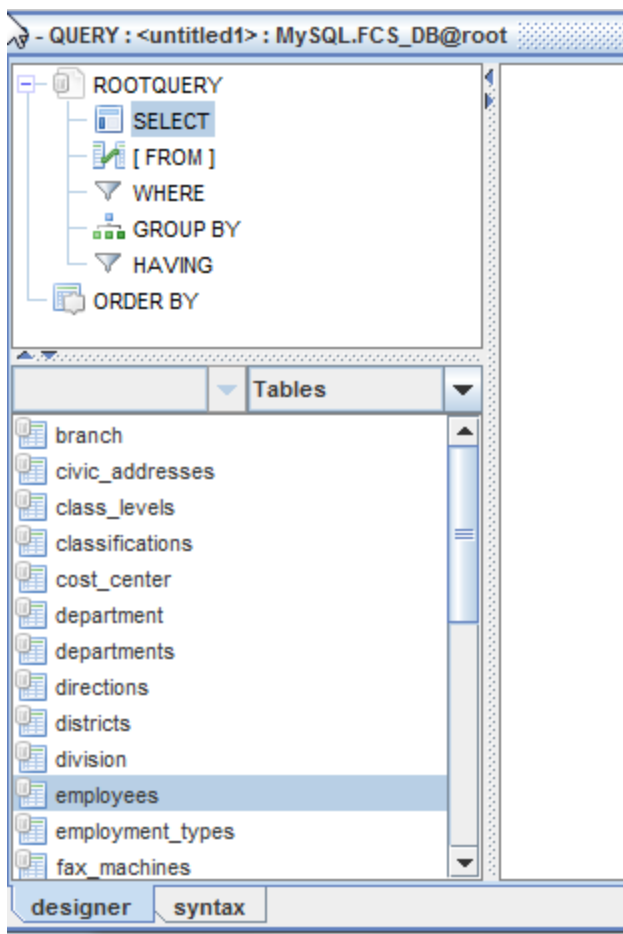 - QUERY : <untitled1> : MySQL.FCS_DB@root
ROOTQUERY
SELECT
[ FROM ]
WHERE
GROUP BY
HAVING
ORDER BY
Tables
branch
civic_addresses
class_levels
classifications
cost_center
department
departments
directions
districts
division
employees
employment_types
fax_machines
designer syntax